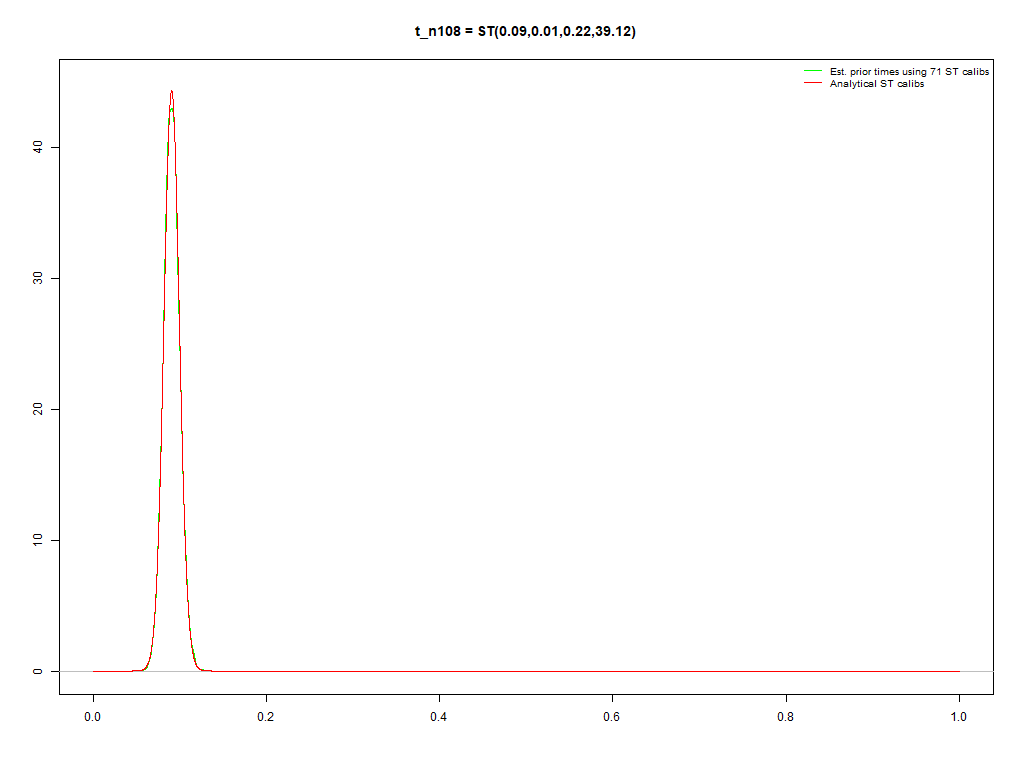 t_n108 = ST(0.09,0.01,0.22,39.12)
Est. prior times using 71 ST calibs
Analytical ST calibs
40
30
20
10
0
0.0 0.2 0.4 0.6 0.8 1.0